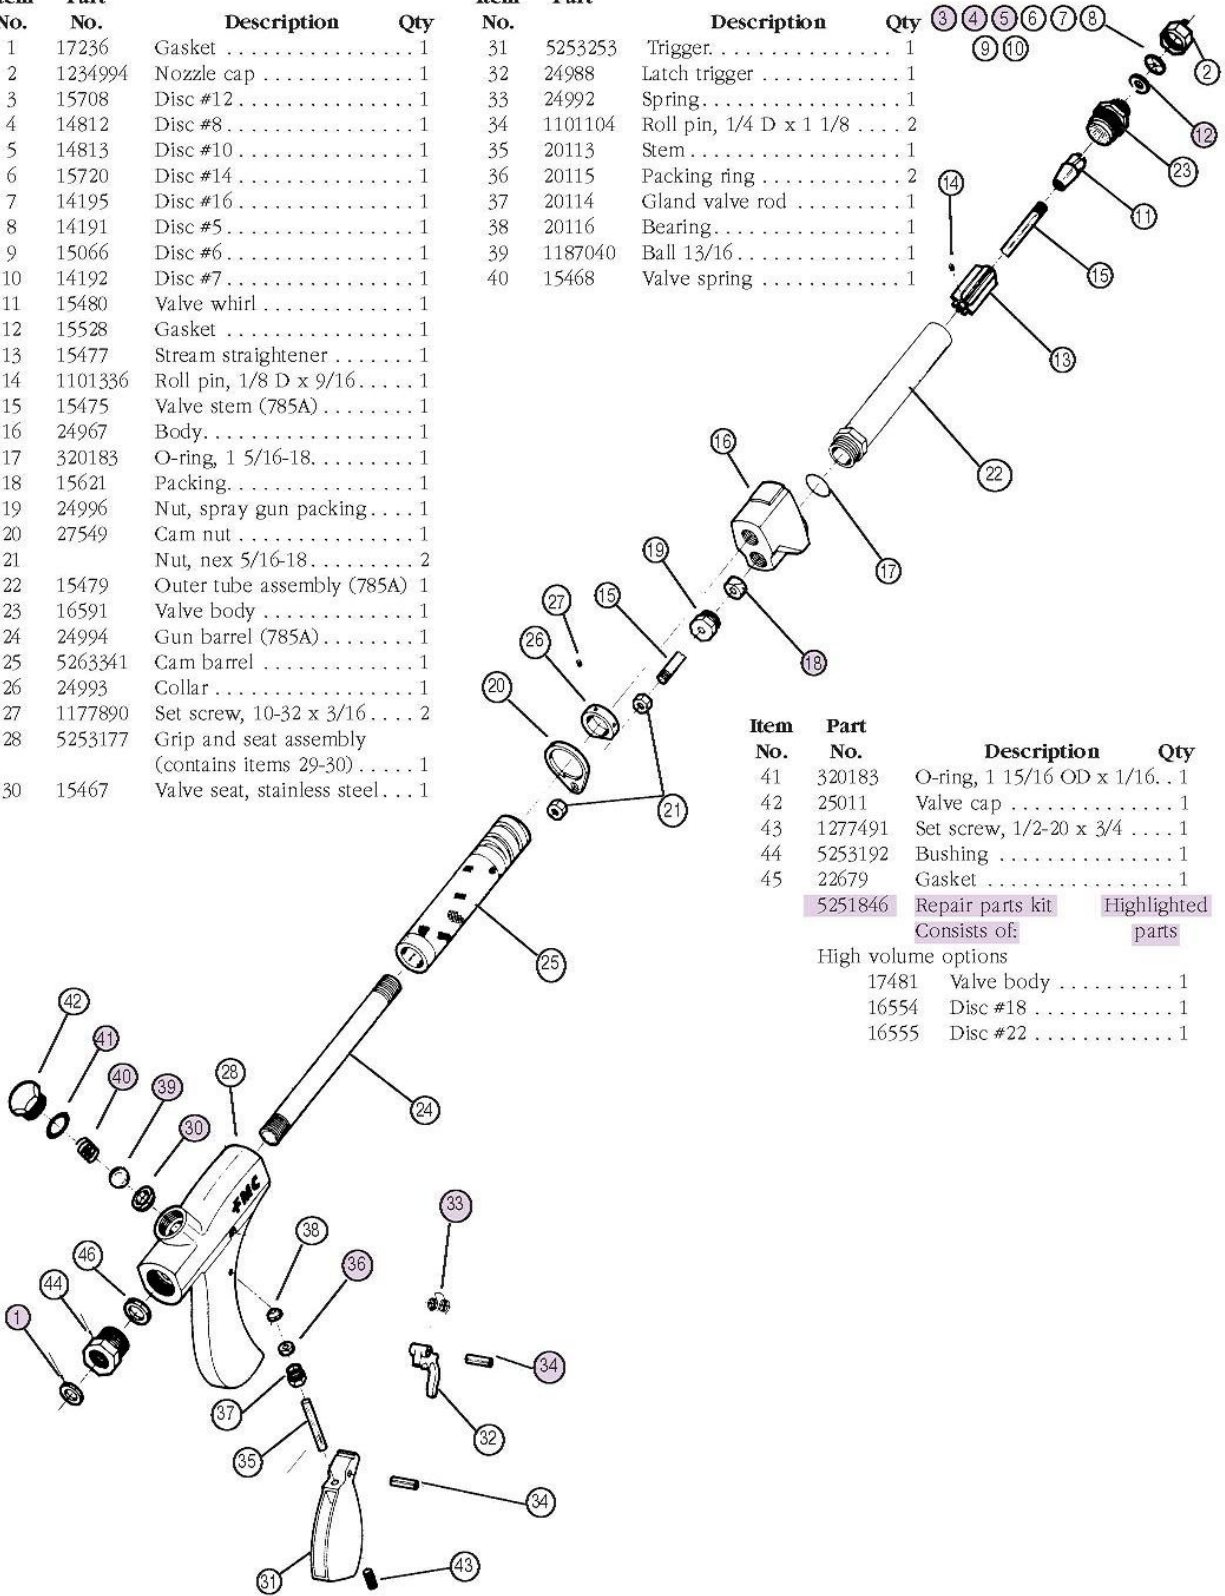 Item Part
No. No. Description Qty
1 17236 Gasket . . . . . . . . . . . . . . . . . 1
2 1234994 Nozzle cap . . . . . . . . . . . . . . 1
3 15708 Disc #12 . . . . . . . . . . . . . . . . 1
4 14812 Disc #8 . . . . . . . . . . . . . . . . . 1
5 14813 Disc #10 . . . . . . . . . . . . . . . . 1
6 15720 Disc #14 . . . . . . . . . . . . . . . . 1
7 14195 Disc #16 . . . . . . . . . . . . . . . . 1
8 14191 Disc #5 . . . . . . . . . . . . . . . . . 1
9 15066 Disc #6 . . . . . . . . . . . . . . . . . 1
10 14192 Disc #7 . . . . . . . . . . . . . . . . . 1
11 15480 Valve whirl . . . . . . . . . . . . . 1
12 15528 Gasket . . . . . . . . . . . . . . . . . 1
13 15477 Stream straightener . . . . . . . 1
14 1101336 Roll pin, 1/8 D x 9/16 . . . . . 1
15 15475 Valve stem (785A) . . . . . . . . 1
16 24967 Body. . . . . . . . . . . . . . . . . . 1
17 320183 O-ring, 1 5/16-18. . . . . . . . . 1
18 15621 Packing. . . . . . . . . . . . . . . . 1
19 24996 Nut, spray gun packing . . . . 1
20 27549 Cam nut . . . . . . . . . . . . . . . . 1
21 Nut, nex 5/16-18 . . . . . . . . . 2
22 15479 Outer tube assembly (785A) 1
23 16591 Valve body . . . . . . . . . . . . . 1
24 24994 Gun barrel (785A) . . . . . . . . 1
25 5263341 Cam barrel . . . . . . . . . . . . . . 1
26 24993 Collar . . . . . . . . . . . . . . . . . 1
27 1177890 Set screw, 10-32 x 3/16 . . . . 2
28 5253177 Grip and seat assembly
(contains items 29-30) . . . . . 1
30 15467 Valve seat, stainless steel . . . 1
Item Part
No. No. Description Qty
31 5253253 Trigger. . . . . . . . . . . . . . . . 1
32 24988 Latch trigger . . . . . . . . . . . . 1
33 24992 Spring . . . . . . . . . . . . . . . . . 1
34 1101104 Roll pin, 1/4 D x 1 1/8 . . . . 2
35 20113 Stem . . . . . . . . . . . . . . . . . . 1
36 20115 Packing ring . . . . . . . . . . . . 2
37 20114 Gland valve rod . . . . . . . . . 1
38 20116 Bearing . . . . . . . . . . . . . . . . 1
39 1187040 Ball 13/16 . . . . . . . . . . . . . . 1
40 15468 Valve spring . . . . . . . . . . . . 1
3 4 5 6 7 8
9 10
2
12
23
14
11
15
13
16
22
19
17
15
27
26
18
20
21
Item Part
No. No. Description Qty
41 320183 O-ring, 1 15/16 OD x 1/16 . . 1
42 25011 Valve cap . . . . . . . . . . . . . . 1
43 1277491 Set screw, 1/2-20 x 3/4 . . . . 1
44 5253192 Bushing . . . . . . . . . . . . . . . 1
45 22679 Gasket . . . . . . . . . . . . . . . . 1
5251846 Repair parts kit Highlighted
Consists of: parts
High volume options
17481 Valve body . . . . . . . . . . 1
16554 Disc #18 . . . . . . . . . . . . 1
16555 Disc #22 . . . . . . . . . . . . 1
25
42
41
40
39
28
24
30
FMC
33
38
46
36
44
1
34
37
32
35
34
43
31